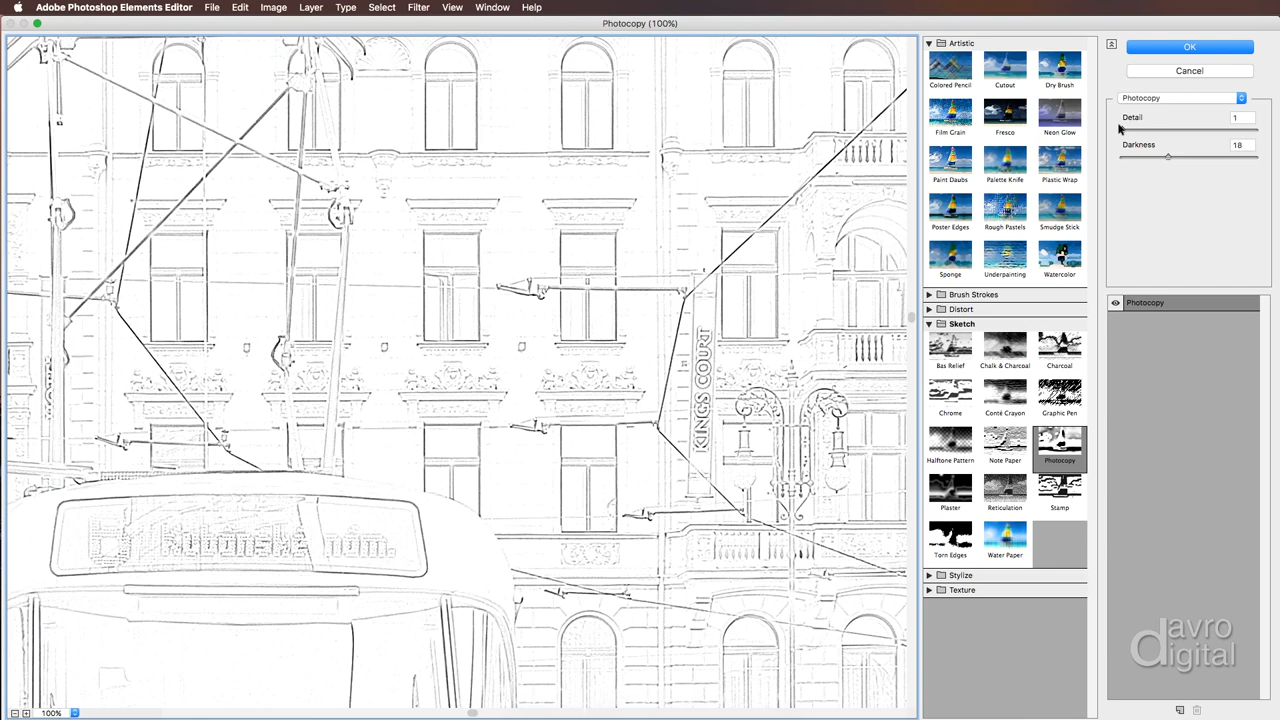 Adobe Photoshop Elements Editor File Edit Image Layer Type Select Filter View Window Help
Photocopy (100%)
Artistic
Colored Pencil Cutout Dry Brush
Film Grain Fresco Neon Glow
Paint Daubs Palette Knife Plastic Wrap
Poster Edges Rough Pastels Smudge Stick
Sponge Underpainting Watercolor
Brush Strokes
Distort
Sketch
Bas Relief Chalk & Charcoal Charcoal
Chrome Conté Crayon Graphic Pen
Halftone Pattern Note Paper Photocopy
Plaster Reticulation Stamp
Torn Edges Water Paper
Stylize
Texture
OK
Cancel
Photocopy
Detail 1
Darkness 18
Photocopy
KINGS COURT
100%
davro
digital